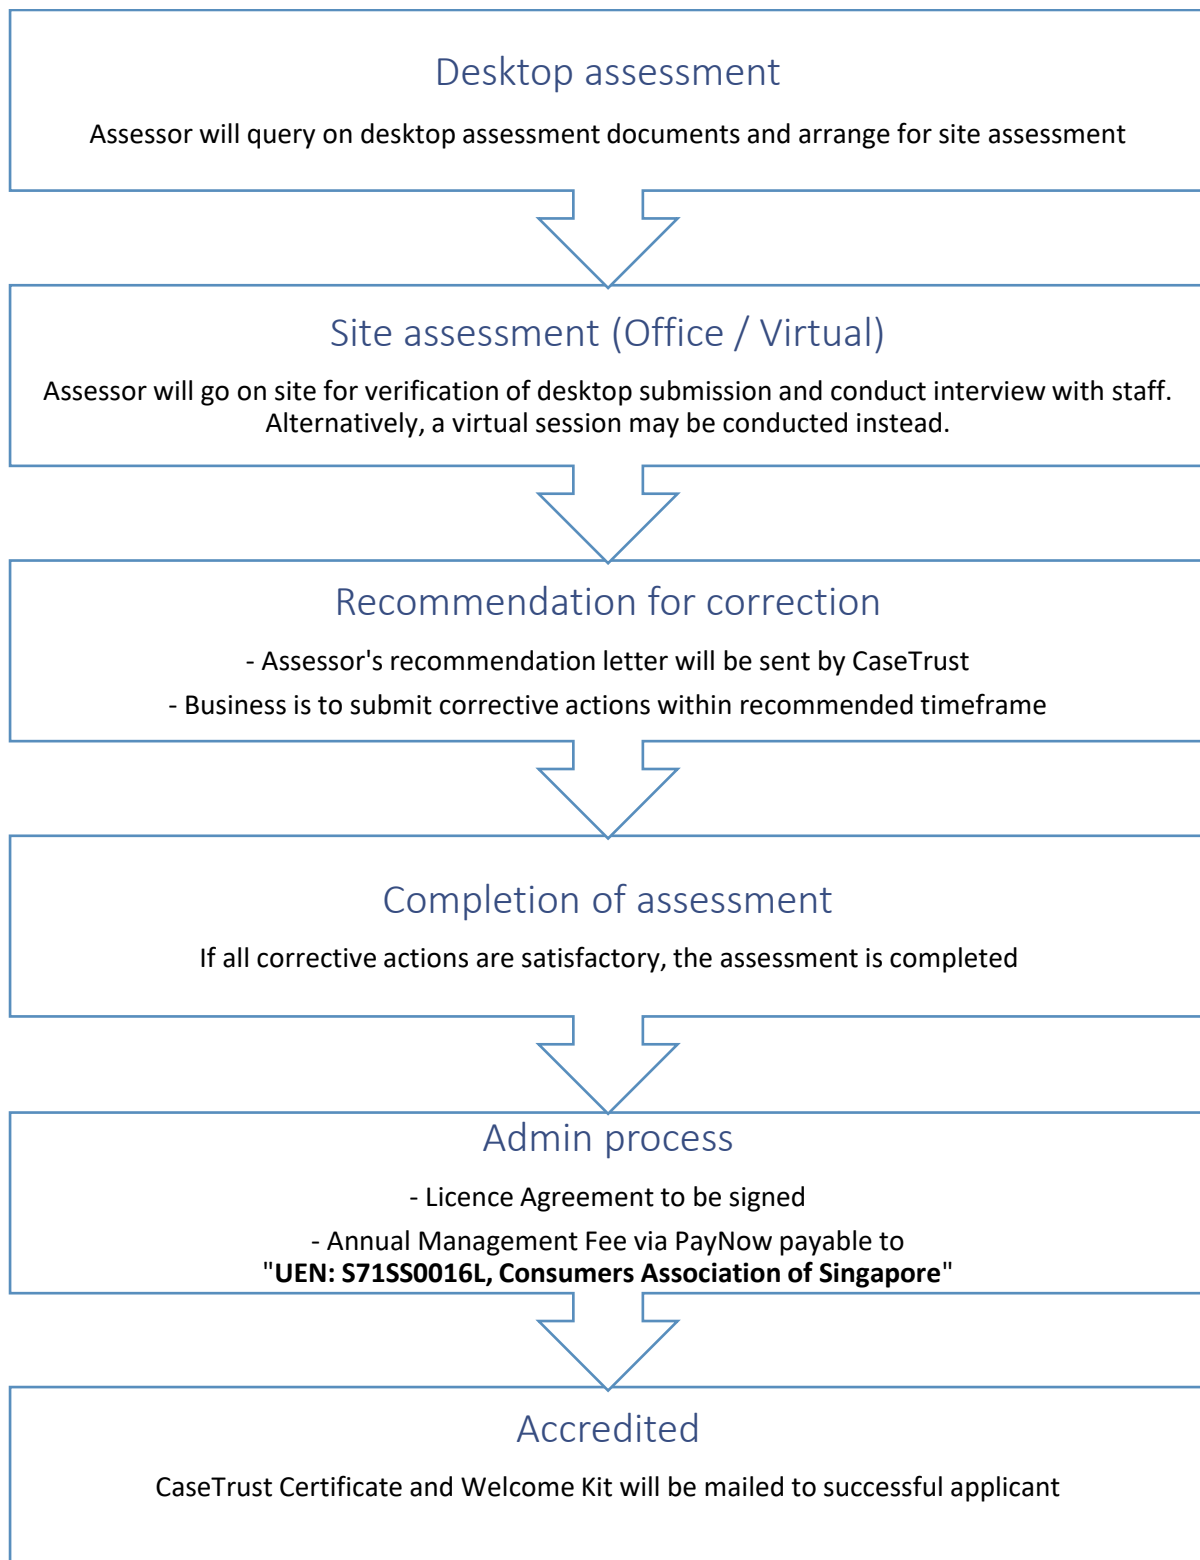 Desktop assessment
Assessor will query on desktop assessment documents and arrange for site assessment
Site assessment (Office / Virtual)
Assessor will go on site for verification of desktop submission and conduct interview with staff.
Alternatively, a virtual session may be conducted instead.
Recommendation for correction
- Assessor's recommendation letter will be sent by CaseTrust
- Business is to submit corrective actions within recommended timeframe
Completion of assessment
If all corrective actions are satisfactory, the assessment is completed
Admin process
- Licence Agreement to be signed
- Annual Management Fee via PayNow payable to
"UEN: S71SS0016L, Consumers Association of Singapore"
Accredited
CaseTrust Certificate and Welcome Kit will be mailed to successful applicant